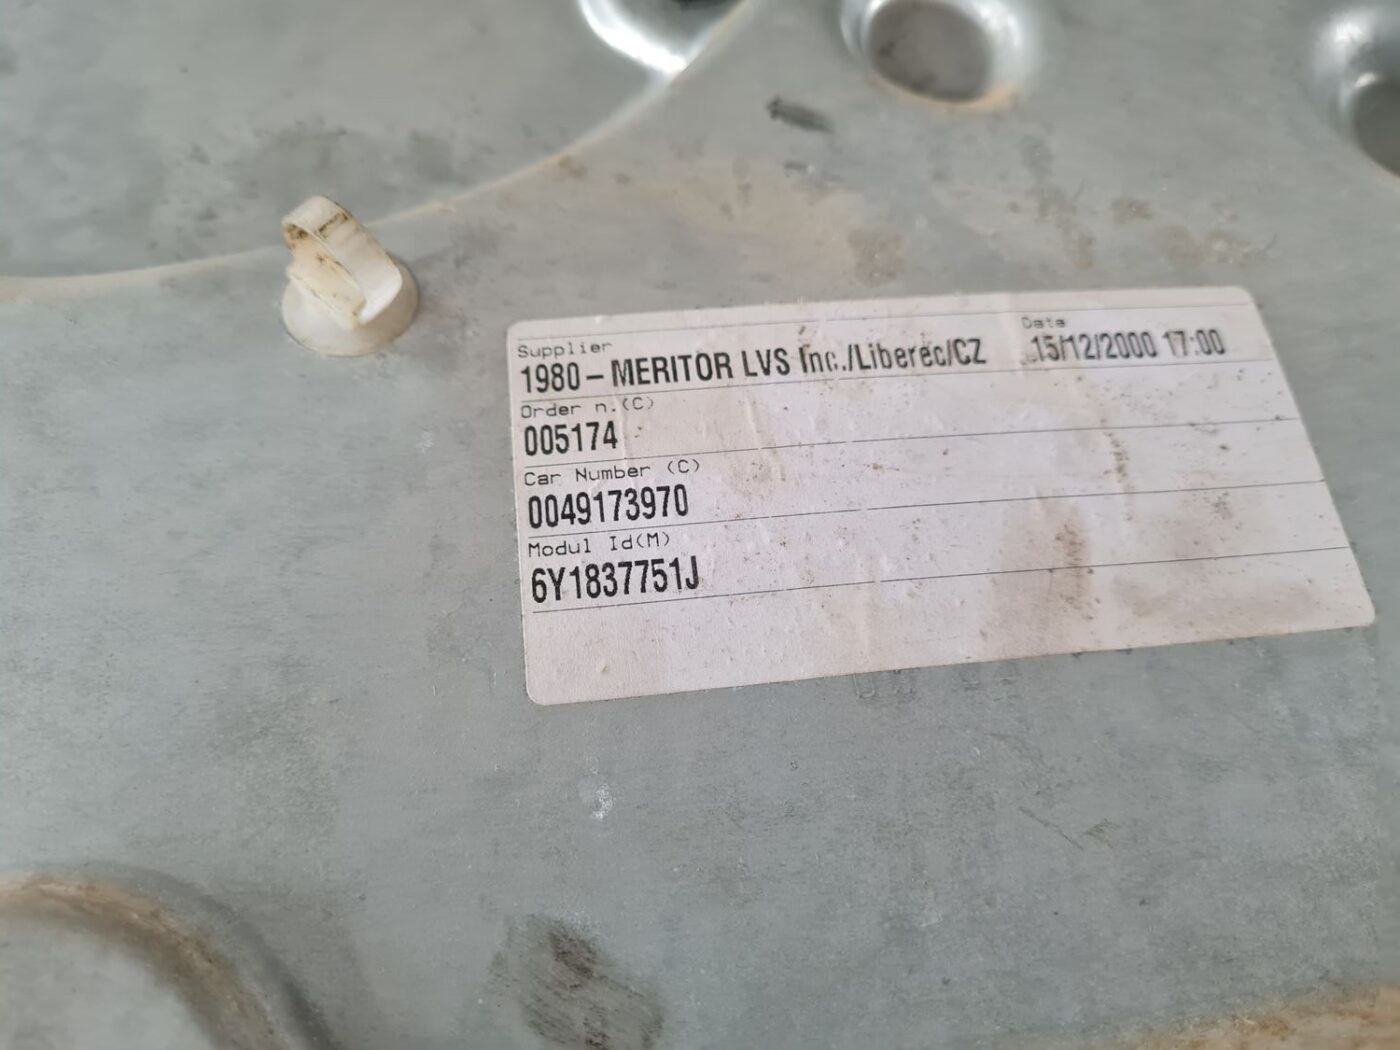 Supplier Date
1980 – MERITOR LVS Inc./Liberec/CZ 15/12/2000 17:00
Order n.(C)
005174
Car Number (C)
0049173970
Modul Id(M)
6Y1837751J